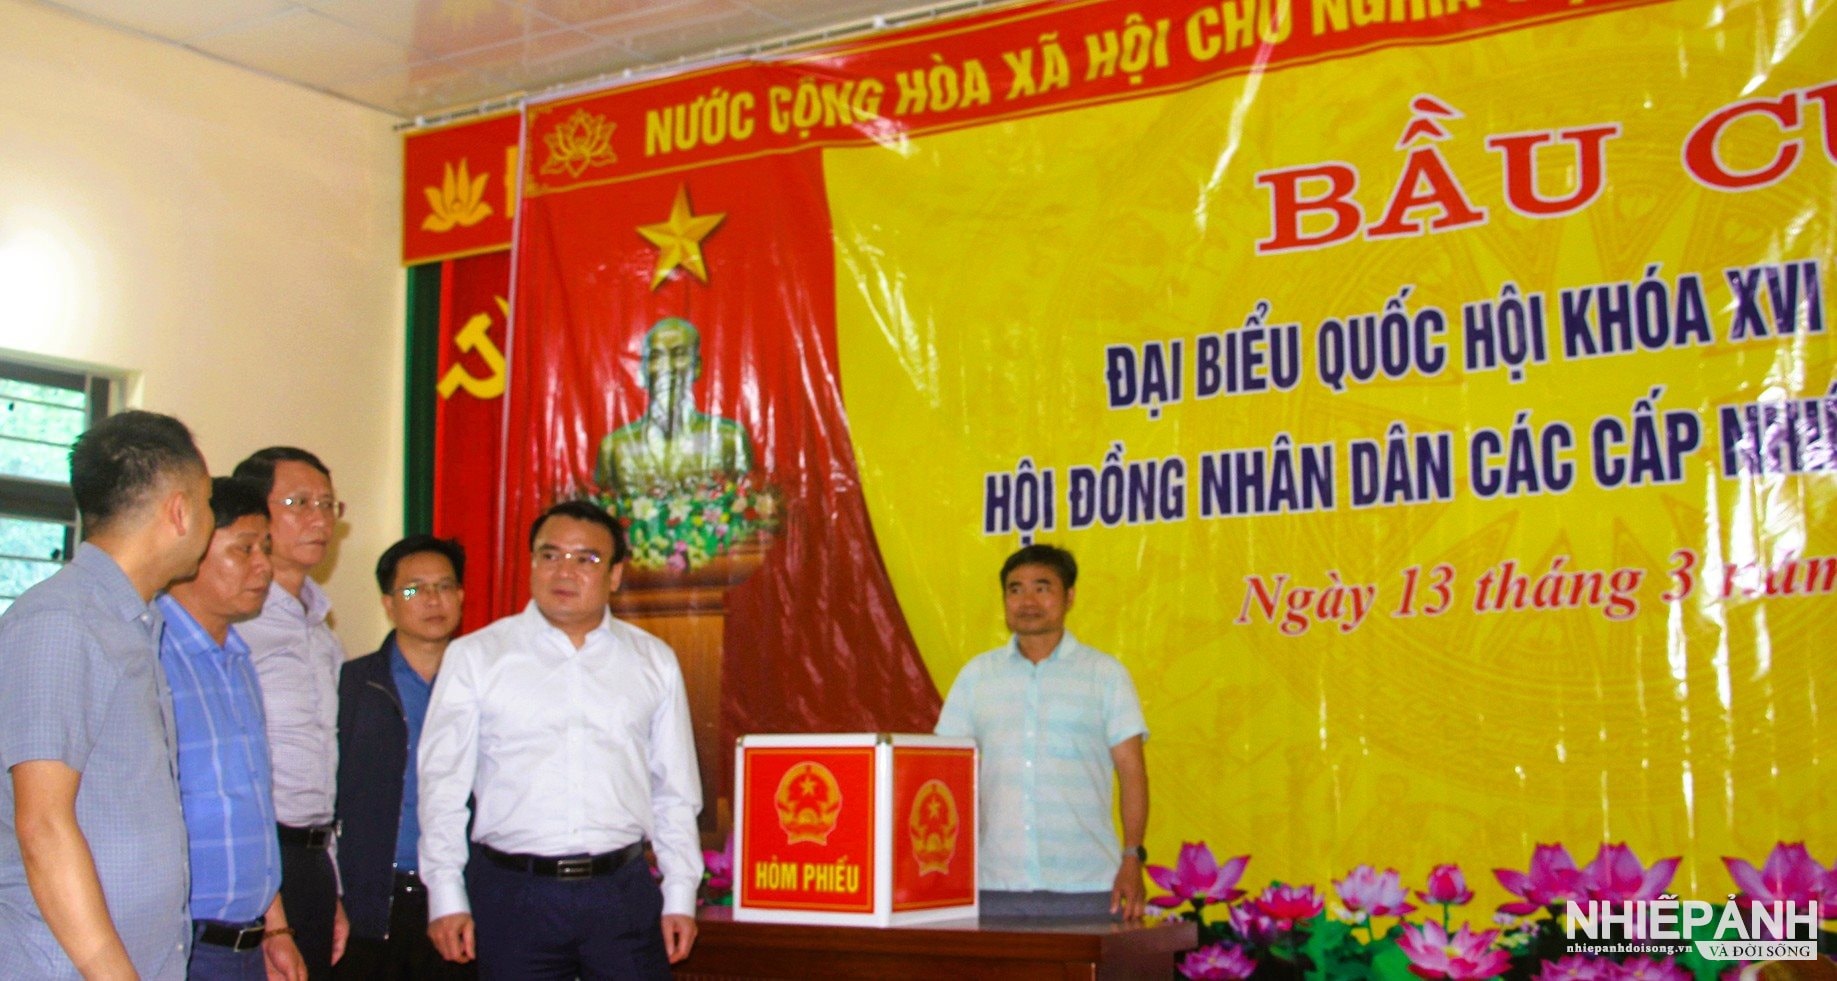 NƯỚC CỘNG HÒA XÃ HỘI CHỦ NGHĨA
BẦU CỬ
ĐẠI BIỂU QUỐC HỘI KHÓA XVI
HỘI ĐỒNG NHÂN DÂN CÁC CẤP
Ngày 13 tháng 3 năm
HÒM PHIẾU
NHIẾPẢNH
nhiepanhdoisong.vn VÀ ĐỜI SỐNG